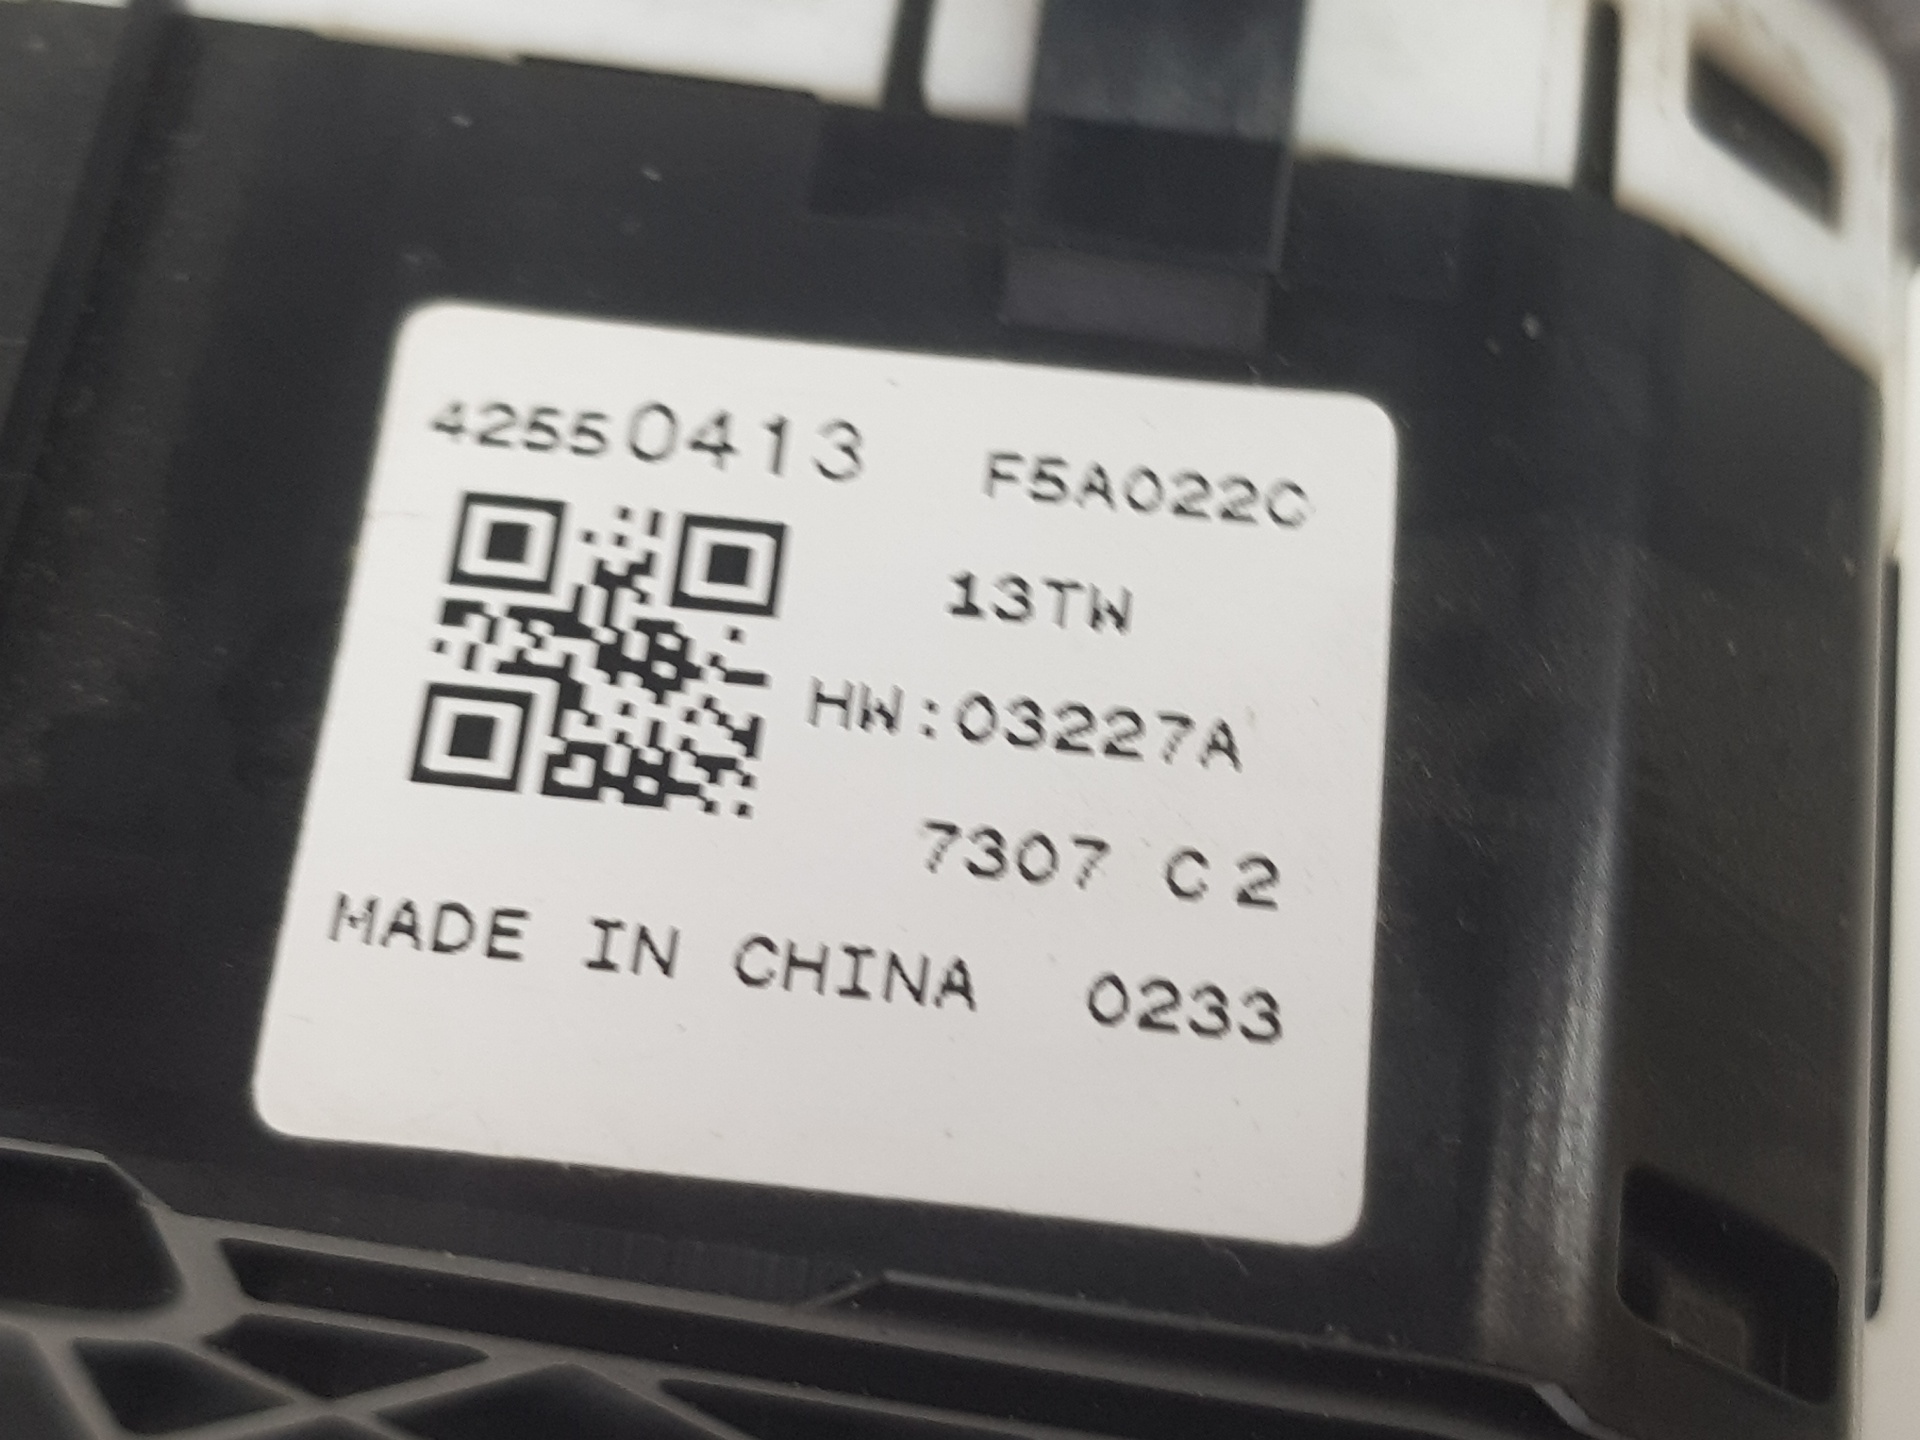 42550413 F5A022C
13TW
HW:03227A
7307 C2
MADE IN CHINA 0233